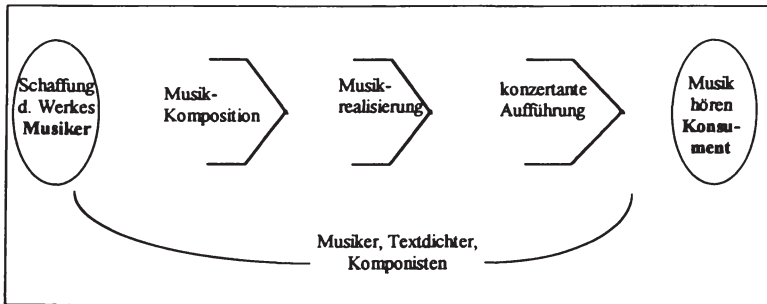 Schaffung
d. Werkes
Musiker
Musik-
Komposition
Musik-
realisierung
konzertante
Aufführung
Musik
hören
Konsu-
ment
Musiker, Textdichter,
Komponisten